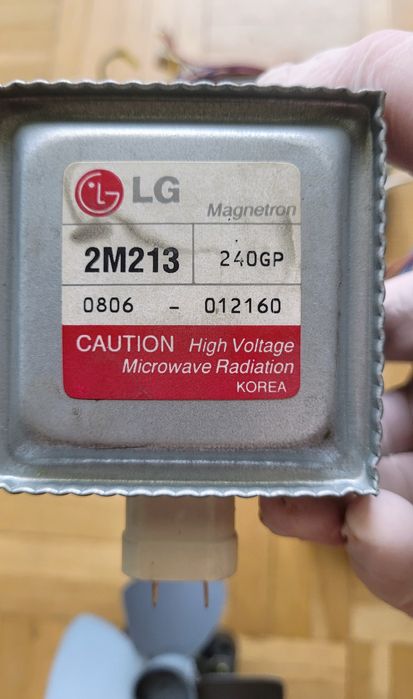 LG
Magnetron
2M213 240GP
0806 - 012160
CAUTION High Voltage
Microwave Radiation
KOREA